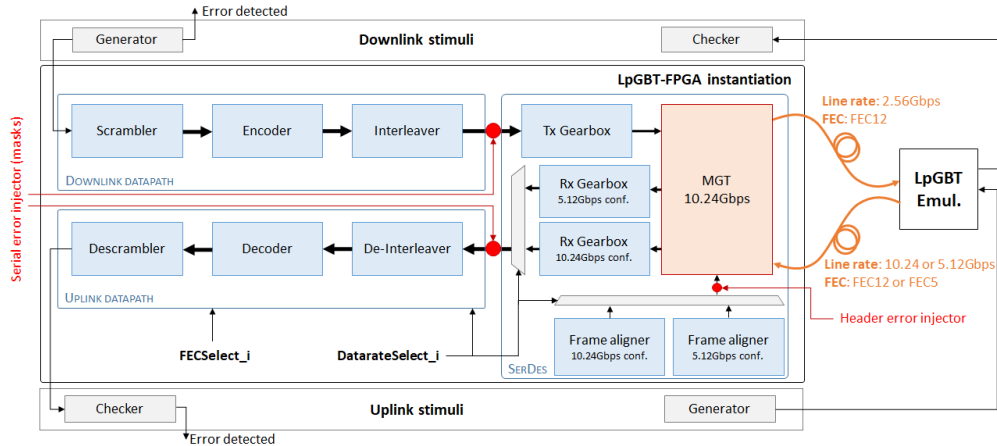 Error detected
Generator
Downlink stimuli
Checker
LpGBT-FPGA instantiation
Serial error injector (masks)
Scrambler
Encoder
Interleaver
Tx Gearbox
DOWNLINK DATAPATH
Rx Gearbox
5.12Gbps conf.
MGT
10.24Gbps
Line rate: 2.56Gbps
FEC: FEC12
LpGBT
Emul.
Descrambler
Decoder
De-Interleaver
Rx Gearbox
10.24Gbps conf.
Line rate: 10.24 or 5.12Gbps
FEC: FEC12 or FEC5
UPLINK DATAPATH
Header error injector
FECSelect_i
DatarateSelect_i
Frame aligner
10.24Gbps conf.
Frame aligner
5.12Gbps conf.
SERDES
Checker
Uplink stimuli
Generator
Error detected